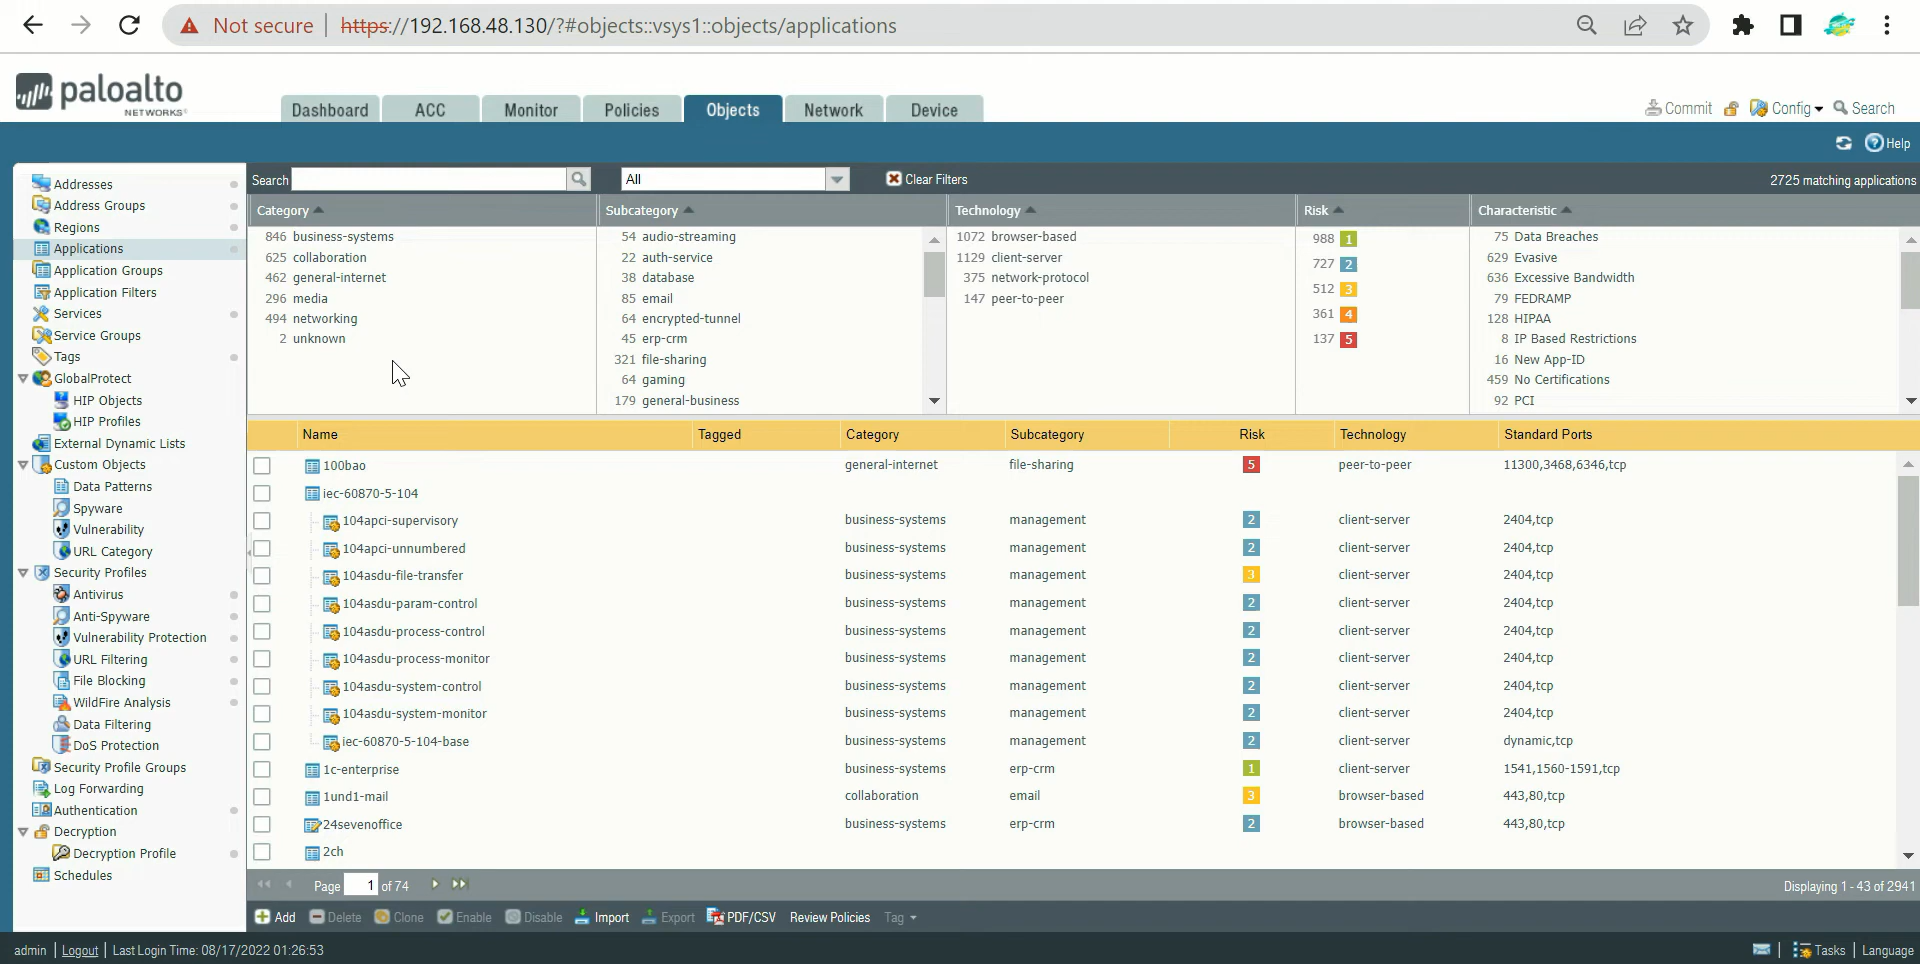 Not secure https://192.168.48.130/?#objects::vsys1::objects/applications
paloalto
NETWORKS®
Dashboard ACC Monitor Policies Objects Network Device
Commit Config Search
Help
Addresses
Address Groups
Regions
Applications
Application Groups
Application Filters
Services
Service Groups
Tags
GlobalProtect
HIP Objects
HIP Profiles
External Dynamic Lists
Custom Objects
Data Patterns
Spyware
Vulnerability
URL Category
Security Profiles
Antivirus
Anti-Spyware
Vulnerability Protection
URL Filtering
File Blocking
WildFire Analysis
Data Filtering
DoS Protection
Security Profile Groups
Log Forwarding
Authentication
Decryption
Decryption Profile
Schedules
Search All Clear Filters 2725 matching applications
Category Subcategory Technology Risk Characteristic
846 business-systems
625 collaboration
462 general-internet
296 media
494 networking
2 unknown
54 audio-streaming
22 auth-service
38 database
85 email
64 encrypted-tunnel
45 erp-crm
321 file-sharing
64 gaming
179 general-business
1072 browser-based
1129 client-server
375 network-protocol
147 peer-to-peer
988 1
727 2
512 3
361 4
137 5
75 Data Breaches
629 Evasive
636 Excessive Bandwidth
79 FEDRAMP
128 HIPAA
8 IP Based Restrictions
16 New App-ID
459 No Certifications
92 PCI
Name Tagged Category Subcategory Risk Technology Standard Ports
100bao general-internet file-sharing 5 peer-to-peer 11300,3468,6346,tcp
iec-60870-5-104
104apci-supervisory business-systems management 2 client-server 2404,tcp
104apci-unnumbered business-systems management 2 client-server 2404,tcp
104asdu-file-transfer business-systems management 3 client-server 2404,tcp
104asdu-param-control business-systems management 2 client-server 2404,tcp
104asdu-process-control business-systems management 2 client-server 2404,tcp
104asdu-process-monitor business-systems management 2 client-server 2404,tcp
104asdu-system-control business-systems management 2 client-server 2404,tcp
104asdu-system-monitor business-systems management 2 client-server 2404,tcp
iec-60870-5-104-base business-systems management 2 client-server dynamic,tcp
1c-enterprise business-systems erp-crm 1 client-server 1541,1560-1591,tcp
1und1-mail collaboration email 3 browser-based 443,80,tcp
24sevenoffice business-systems erp-crm 2 browser-based 443,80,tcp
2ch
Page 1 of 74 Displaying 1 - 43 of 2941
Add Delete Clone Enable Disable Import Export PDF/CSV Review Policies Tag
admin | Logout | Last Login Time: 08/17/2022 01:26:53 | Tasks | Language